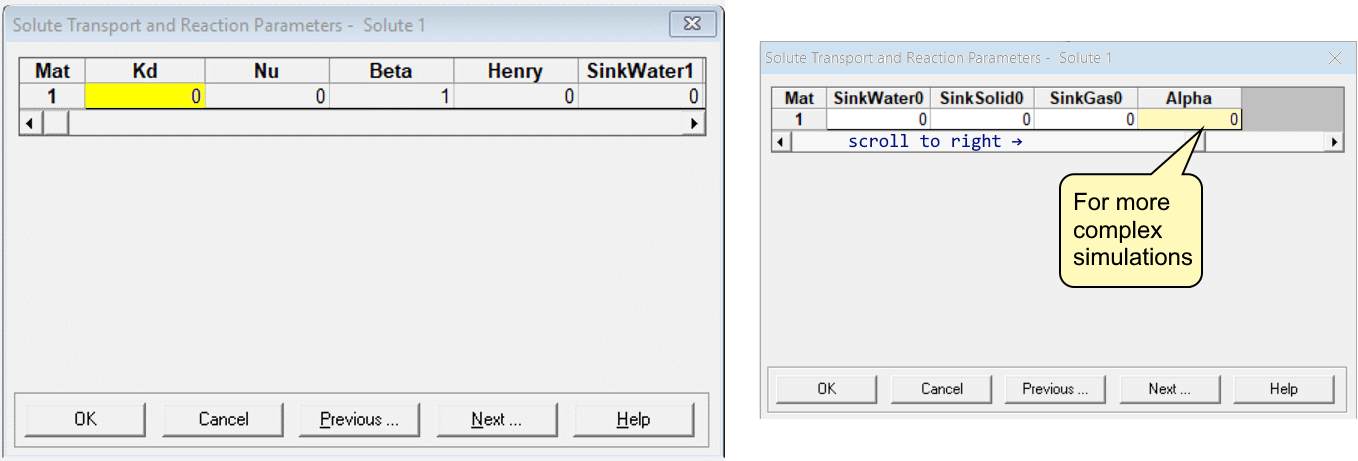 Solute Transport and Reaction Parameters - Solute 1
Mat Kd Nu Beta Henry SinkWater1
1 0 0 1 0 0
OK Cancel Previous ... Next ... Help
Solute Transport and Reaction Parameters - Solute 1
Mat SinkWater0 SinkSolid0 SinkGas0 Alpha
1 0 0 0 0
scroll to right →
For more
complex
simulations
OK Cancel Previous ... Next ... Help